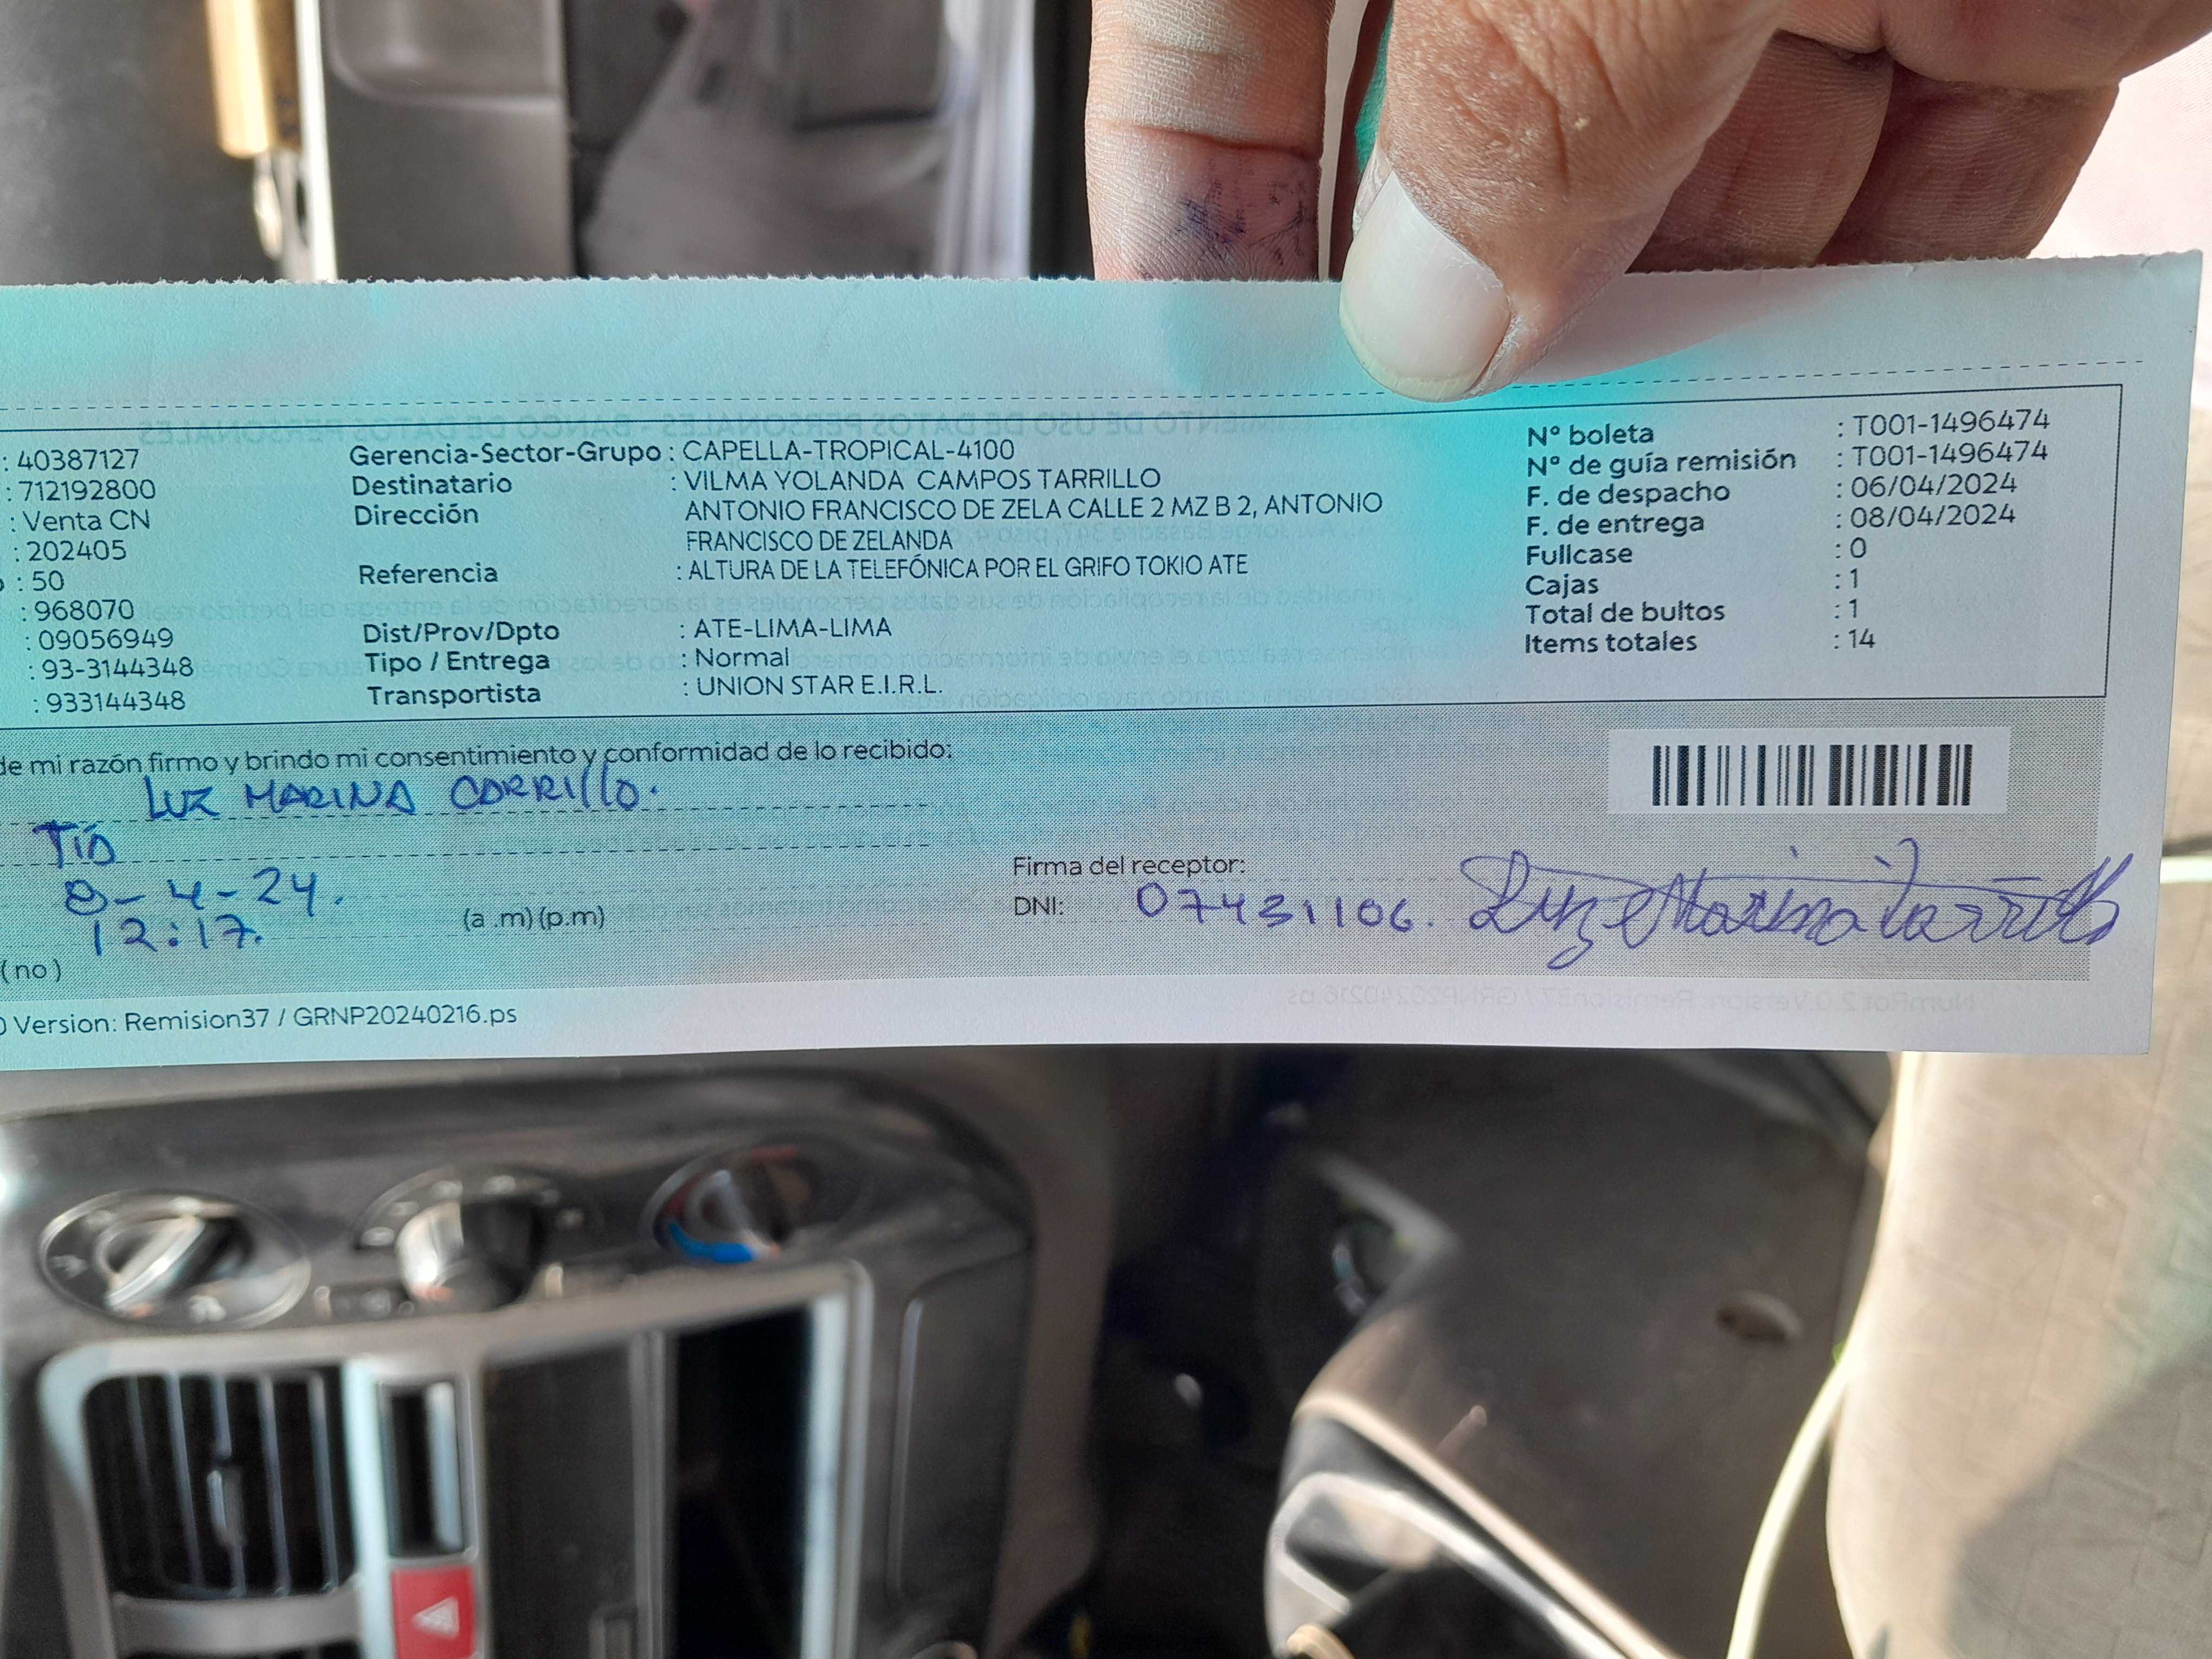 : 40387127
: 712192800
: Venta CN
: 202405
: 50
: 968070
: 09056949
: 93-3144348
: 933144348
Gerencia-Sector-Grupo : CAPELLA-TROPICAL-4100
Destinatario : VILMA YOLANDA CAMPOS TARRILLO
Dirección ANTONIO FRANCISCO DE ZELA CALLE 2 MZ B 2, ANTONIO
FRANCISCO DE ZELANDA
Referencia : ALTURA DE LA TELEFÓNICA POR EL GRIFO TOKIO ATE
Dist/Prov/Dpto : ATE-LIMA-LIMA
Tipo / Entrega : Normal
Transportista : UNION STAR E.I.R.L.
Nº boleta : T001-1496474
Nº de guía remisión : T001-1496474
F. de despacho : 06/04/2024
F. de entrega : 08/04/2024
Fullcase : 0
Cajas : 1
Total de bultos : 1
Items totales : 14
de mi razón firmo y brindo mi consentimiento y conformidad de lo recibido:
LUZ MARINA CARRIllO.
Tío
8-4-24.
12:17. (a .m) (p.m)
(no)
Firma del receptor:
DNI: 07431106. Luz Marina Carrillo
Version: Remision37 / GRNP20240216.ps